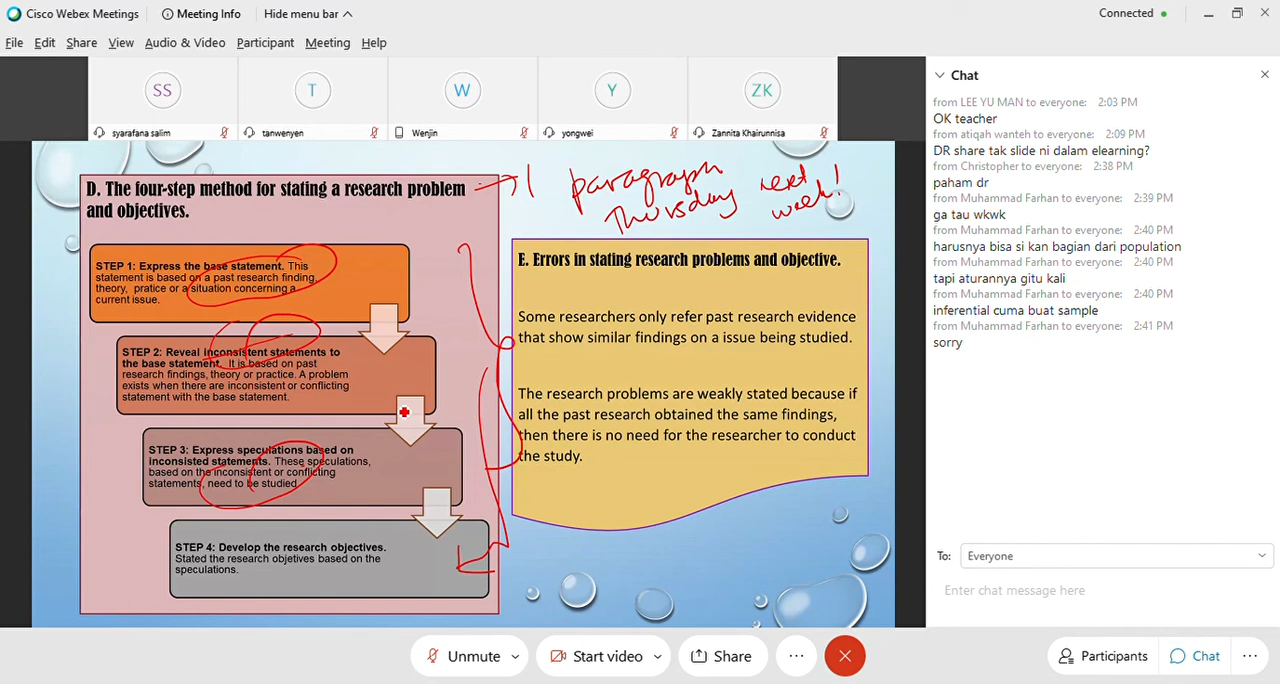 Cisco Webex Meetings
Meeting Info
Hide menu bar
Connected
File Edit Share View Audio & Video Participant Meeting Help
SS
T
W
Y
ZK
syarafana salim
tanwenyen
Wenjin
yongwei
Zannita Khairunnisa
D. The four-step method for stating a research problem
and objectives.
1 paragraph
Thursday next
week!
STEP 1: Express the base statement. This
statement is based on a past research finding,
theory, pratice or a situation concerning a
current issue.
STEP 2: Reveal inconsistent statements to
the base statement. It is based on past
research findings, theory or practice. A problem
exists when there are inconsistent or conflicting
statement with the base statement.
STEP 3: Express speculations based on
inconsisted statements. These speculations,
based on the inconsistent or conflicting
statements, need to be studied
STEP 4: Develop the research objectives.
Stated the research objetives based on the
speculations.
E. Errors in stating research problems and objective.
Some researchers only refer past research evidence
that show similar findings on a issue being studied.
The research problems are weakly stated because if
all the past research obtained the same findings,
then there is no need for the researcher to conduct
the study.
Chat
from LEE YU MAN to everyone: 2:03 PM
OK teacher
from atiqah wanteh to everyone: 2:09 PM
DR share tak slide ni dalam elearning?
from Christopher to everyone: 2:38 PM
paham dr
from Muhammad Farhan to everyone: 2:39 PM
ga tau wkwk
from Muhammad Farhan to everyone: 2:40 PM
harusnya bisa si kan bagian dari population
from Muhammad Farhan to everyone: 2:40 PM
tapi aturannya gitu kali
from Muhammad Farhan to everyone: 2:40 PM
inferential cuma buat sample
from Muhammad Farhan to everyone: 2:41 PM
sorry
To: Everyone
Enter chat message here
Unmute
Start video
Share
Participants
Chat